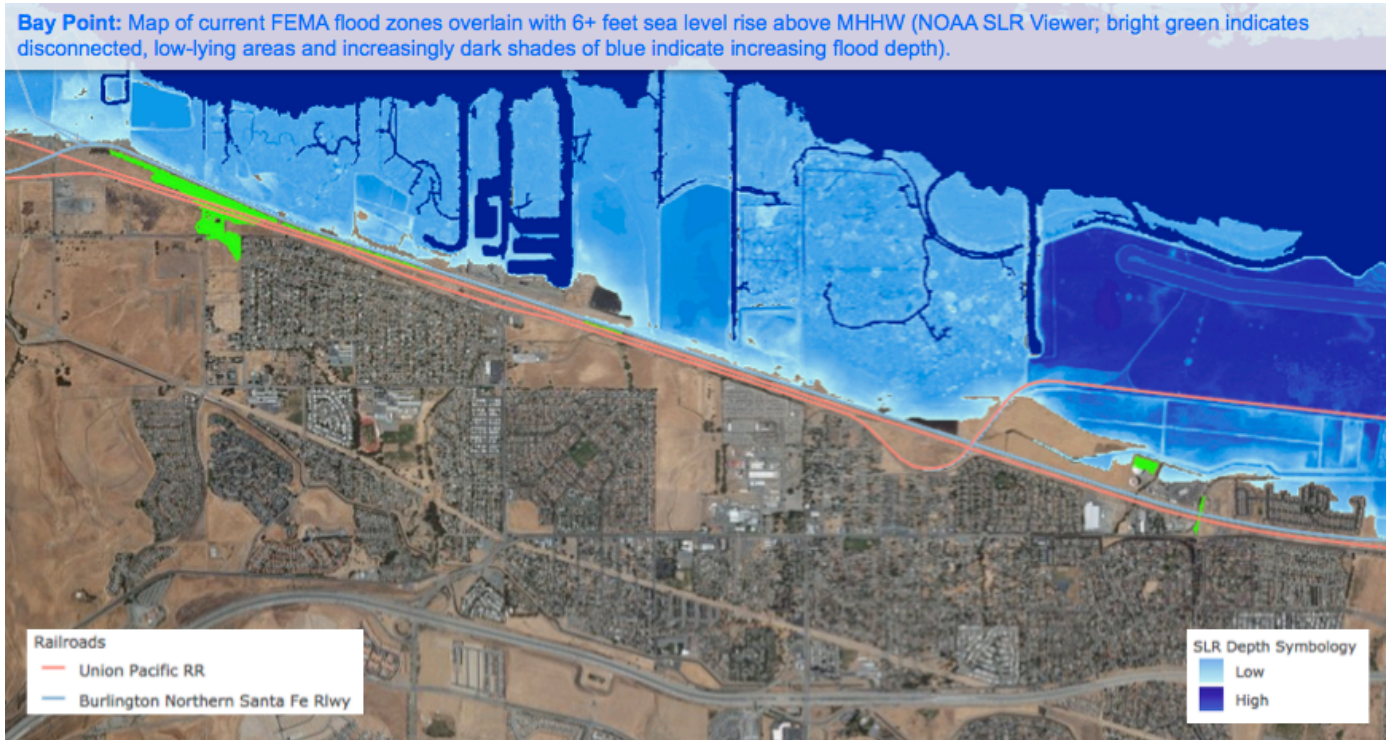 Bay Point: Map of current FEMA flood zones overlain with 6+ feet sea level rise above MHHW (NOAA SLR Viewer; bright green indicates
disconnected, low-lying areas and increasingly dark shades of blue indicate increasing flood depth).
Railroads
Union Pacific RR
Burlington Northern Santa Fe Rlwy
SLR Depth Symbology
Low
High